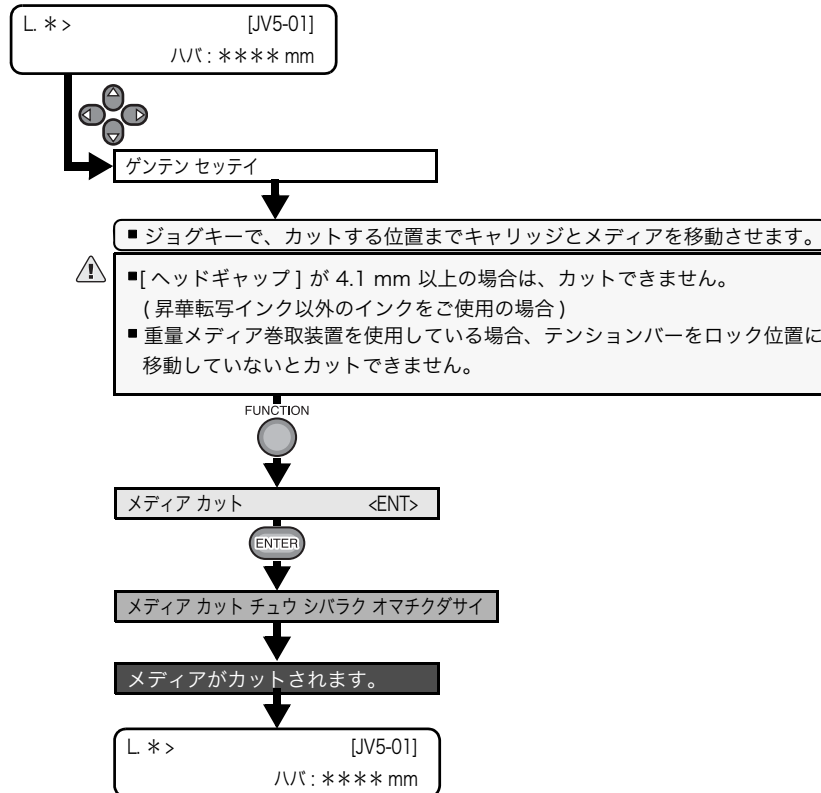 L. ＊ > [JV5-01]
ハバ : ＊＊＊＊ mm
ゲンテン セッテイ
■ ジョグキーで、カットする位置までキャリッジとメディアを移動させます。
■[ ヘッドギャップ ] が 4.1 mm 以上の場合は、カットできません。
( 昇華転写インク以外のインクをご使用の場合 )
■ 重量メディア巻取装置を使用している場合、テンションバーをロック位置に
移動していないとカットできません。
FUNCTION
メディア カット <ENT>
ENTER
メディア カット チュウ シバラク オマチクダサイ
メディアがカットされます。
L. ＊ > [JV5-01]
ハバ : ＊＊＊＊ mm